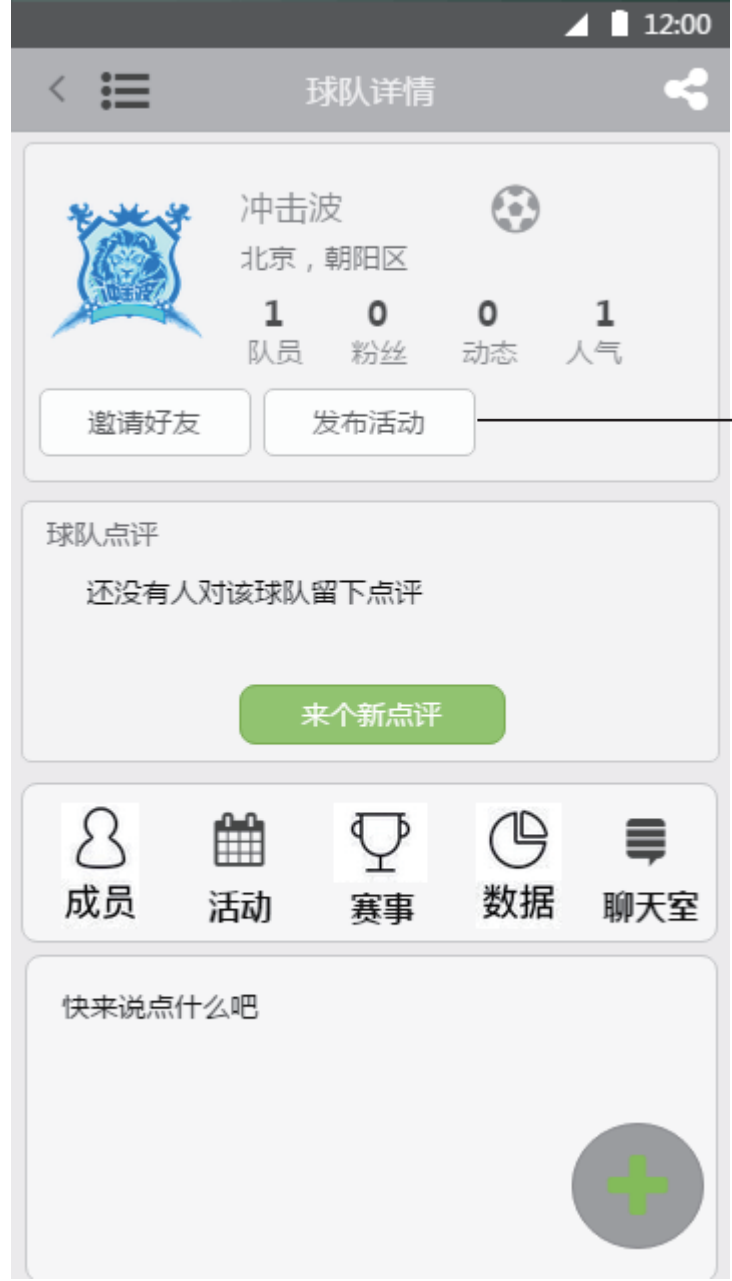 12:00
球队详情
冲击波
北京，朝阳区
冲击波
1 0 0 1
队员 粉丝 动态 人气
邀请好友 发布活动
球队点评
还没有人对该球队留下点评
来个新点评
成员 活动 赛事 数据 聊天室
快来说点什么吧